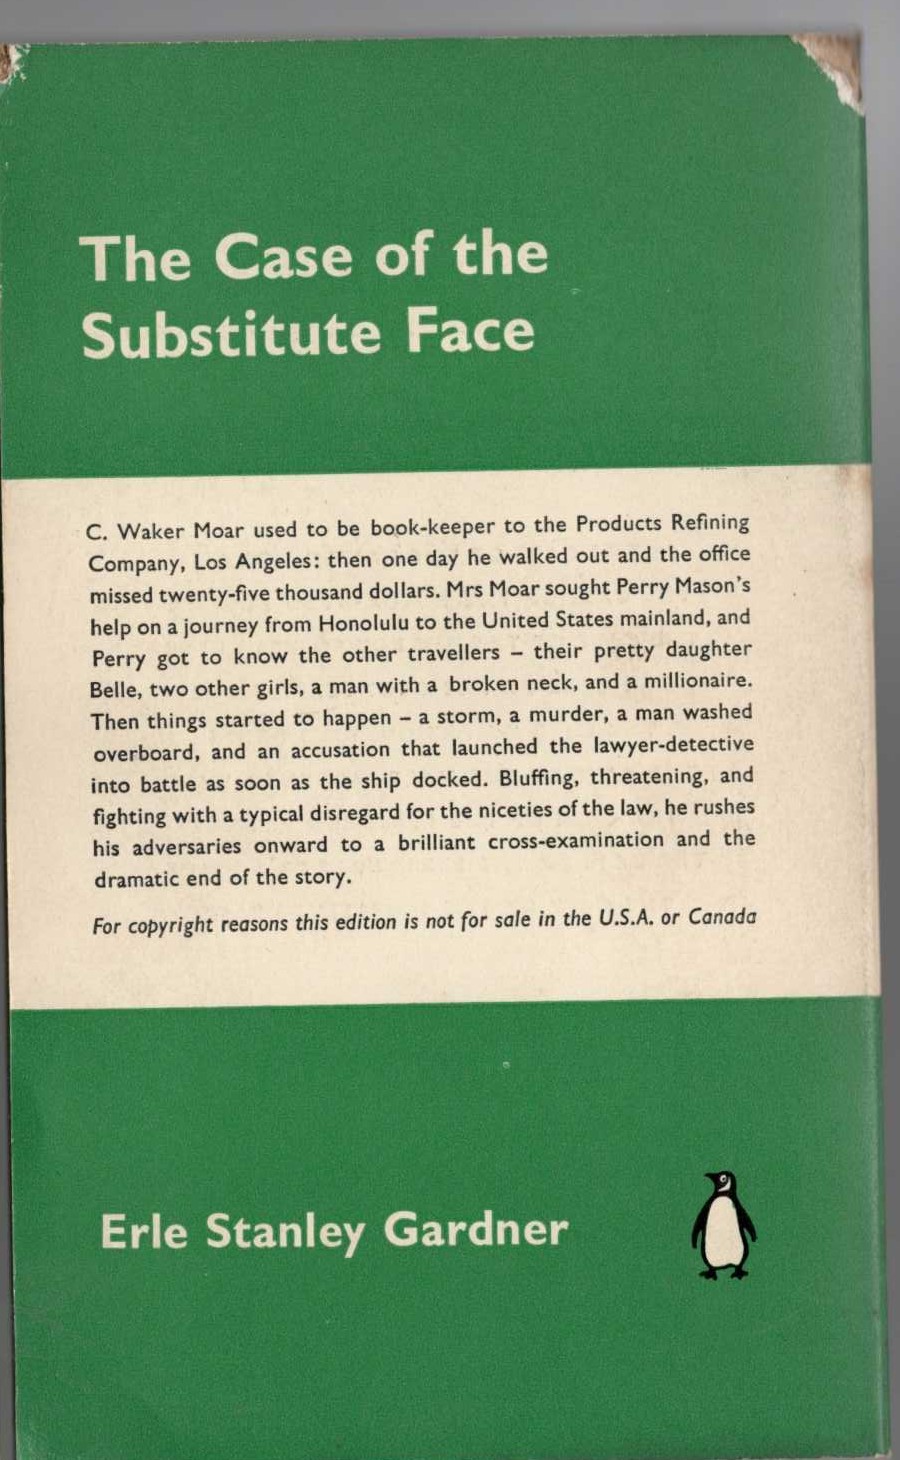 The Case of the
Substitute Face
C. Waker Moar used to be book-keeper to the Products Refining
Company, Los Angeles: then one day he walked out and the office
missed twenty-five thousand dollars. Mrs Moar sought Perry Mason's
help on a journey from Honolulu to the United States mainland, and
Perry got to know the other travellers – their pretty daughter
Belle, two other girls, a man with a broken neck, and a millionaire.
Then things started to happen – a storm, a murder, a man washed
overboard, and an accusation that launched the lawyer-detective
into battle as soon as the ship docked. Bluffing, threatening, and
fighting with a typical disregard for the niceties of the law, he rushes
his adversaries onward to a brilliant cross-examination and the
dramatic end of the story.
For copyright reasons this edition is not for sale in the U.S.A. or Canada
Erle Stanley Gardner